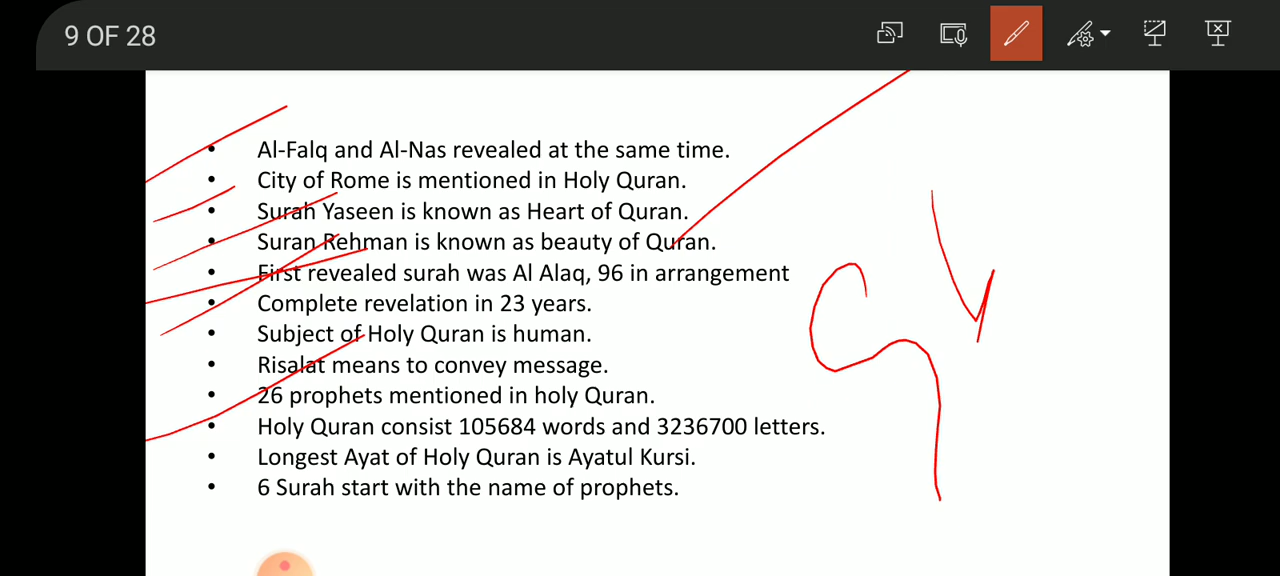 9 OF 28
• Al-Falq and Al-Nas revealed at the same time.
• City of Rome is mentioned in Holy Quran.
• Surah Yaseen is known as Heart of Quran.
• Suran Rehman is known as beauty of Quran.
• First revealed surah was Al Alaq, 96 in arrangement
• Complete revelation in 23 years.
• Subject of Holy Quran is human.
• Risalat means to convey message.
• 26 prophets mentioned in holy Quran.
• Holy Quran consist 105684 words and 3236700 letters.
• Longest Ayat of Holy Quran is Ayatul Kursi.
• 6 Surah start with the name of prophets.